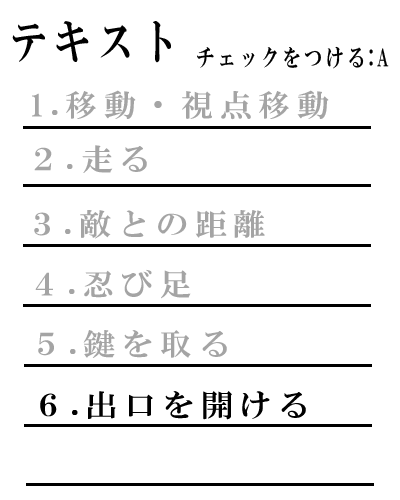 テキスト チェックをつける:A
1.移動・視点移動
２.走る
３.敵との距離
４.忍び足
５.鍵を取る
６.出口を開ける